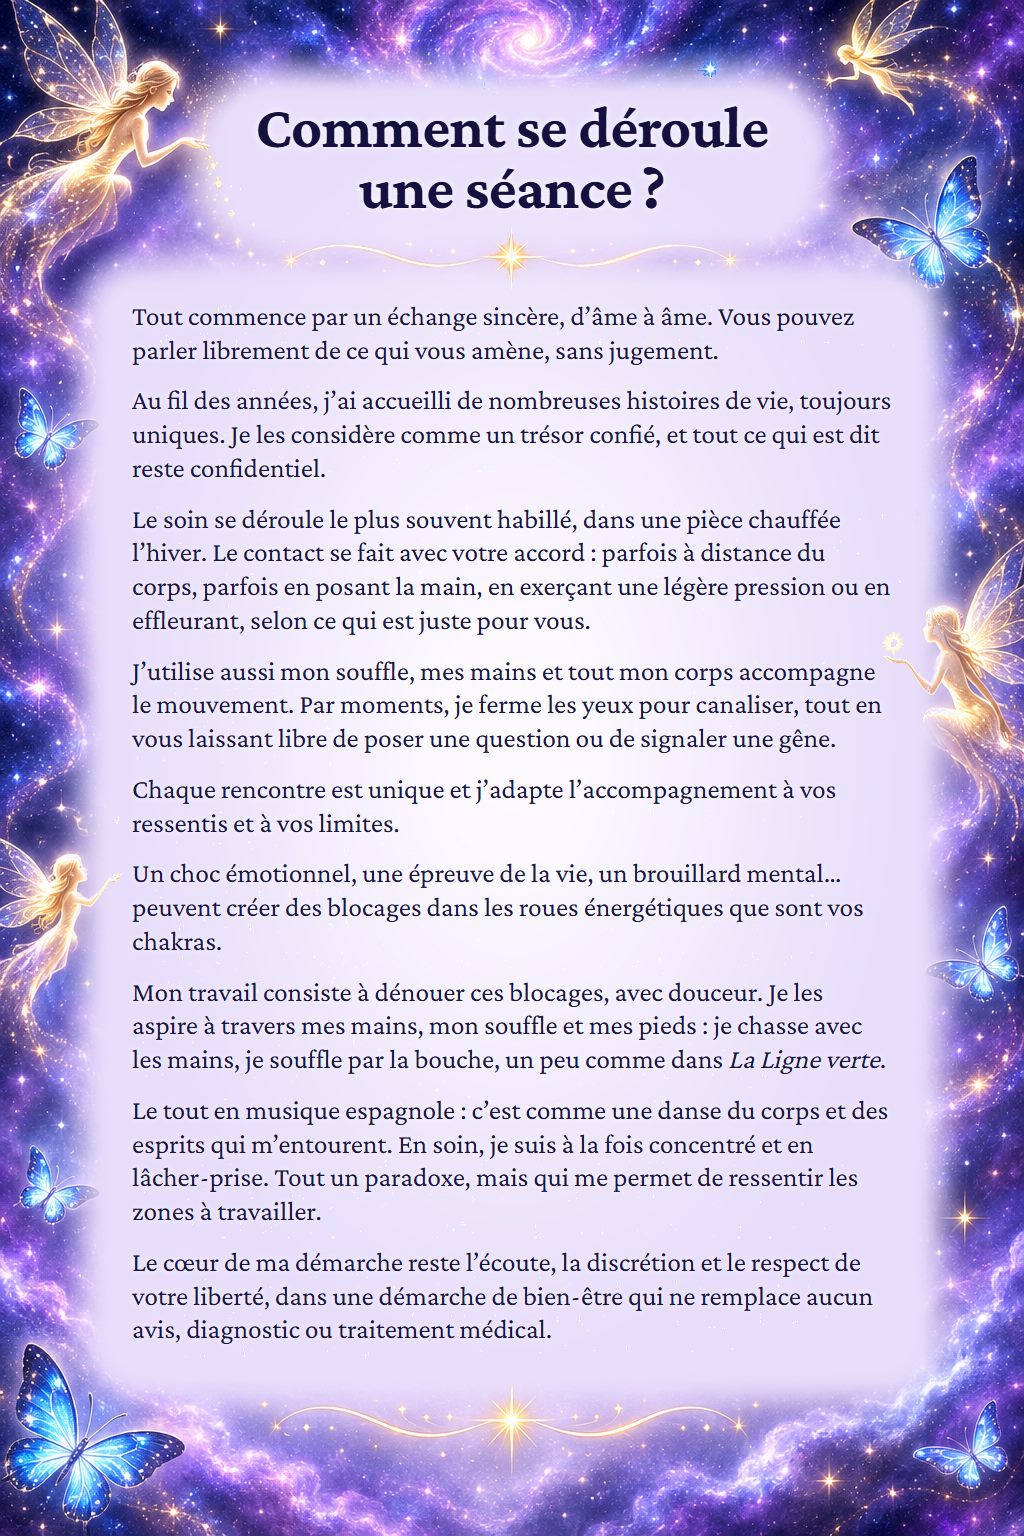 Comment se déroule
une séance ?
Tout commence par un échange sincère, d’âme à âme. Vous pouvez
parler librement de ce qui vous amène, sans jugement.
Au fil des années, j’ai accueilli de nombreuses histoires de vie, toujours
uniques. Je les considère comme un trésor confié, et tout ce qui est dit
reste confidentiel.
Le soin se déroule le plus souvent habillé, dans une pièce chauffée
l’hiver. Le contact se fait avec votre accord : parfois à distance du
corps, parfois en posant la main, en exerçant une légère pression ou en
effleurant, selon ce qui est juste pour vous.
J’utilise aussi mon souffle, mes mains et tout mon corps accompagne
le mouvement. Par moments, je ferme les yeux pour canaliser, tout en
vous laissant libre de poser une question ou de signaler une gêne.
Chaque rencontre est unique et j’adapte l’accompagnement à vos
ressentis et à vos limites.
Un choc émotionnel, une épreuve de la vie, un brouillard mental…
peuvent créer des blocages dans les roues énergétiques que sont vos
chakras.
Mon travail consiste à dénouer ces blocages, avec douceur. Je les
aspire à travers mes mains, mon souffle et mes pieds : je chasse avec
les mains, je souffle par la bouche, un peu comme dans La Ligne verte.
Le tout en musique espagnole : c’est comme une danse du corps et des
esprits qui m’entourent. En soin, je suis à la fois concentré et en
lâcher-prise. Tout un paradoxe, mais qui me permet de ressentir les
zones à travailler.
Le cœur de ma démarche reste l’écoute, la discrétion et le respect de
votre liberté, dans une démarche de bien-être qui ne remplace aucun
avis, diagnostic ou traitement médical.